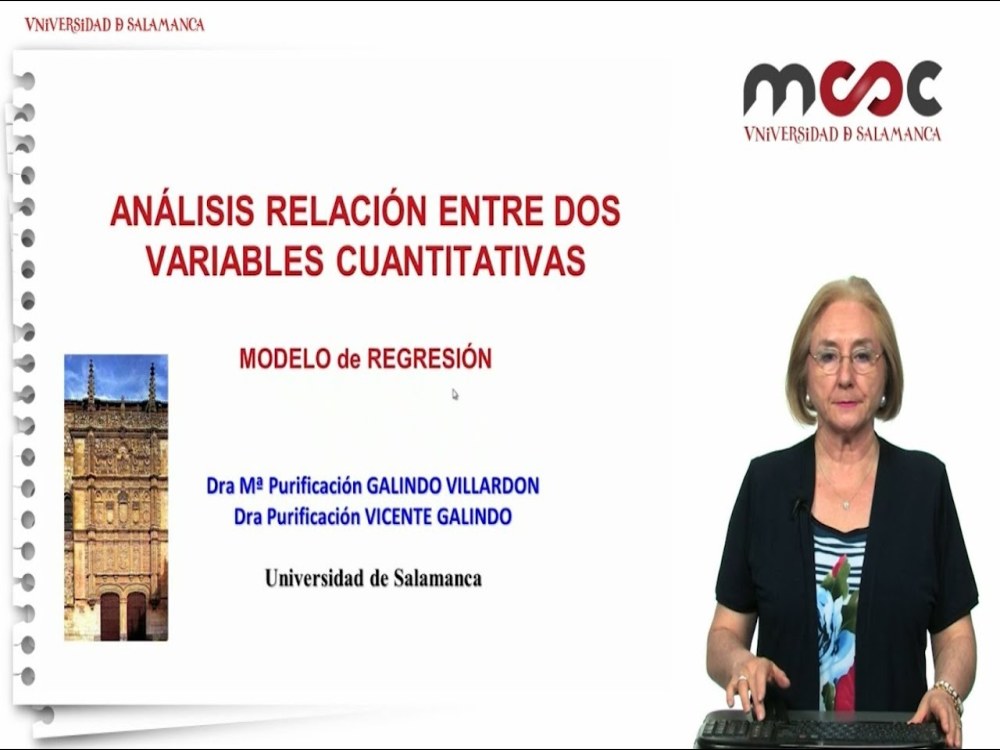 VNiVERSiDAD Ð SALAMANCA
mooc
VNiVERSiDAD Ð SALAMANCA
ANÁLISIS RELACIÓN ENTRE DOS
VARIABLES CUANTITATIVAS
MODELO de REGRESIÓN
Dra Mª Purificación GALINDO VILLARDON
Dra Purificación VICENTE GALINDO
Universidad de Salamanca